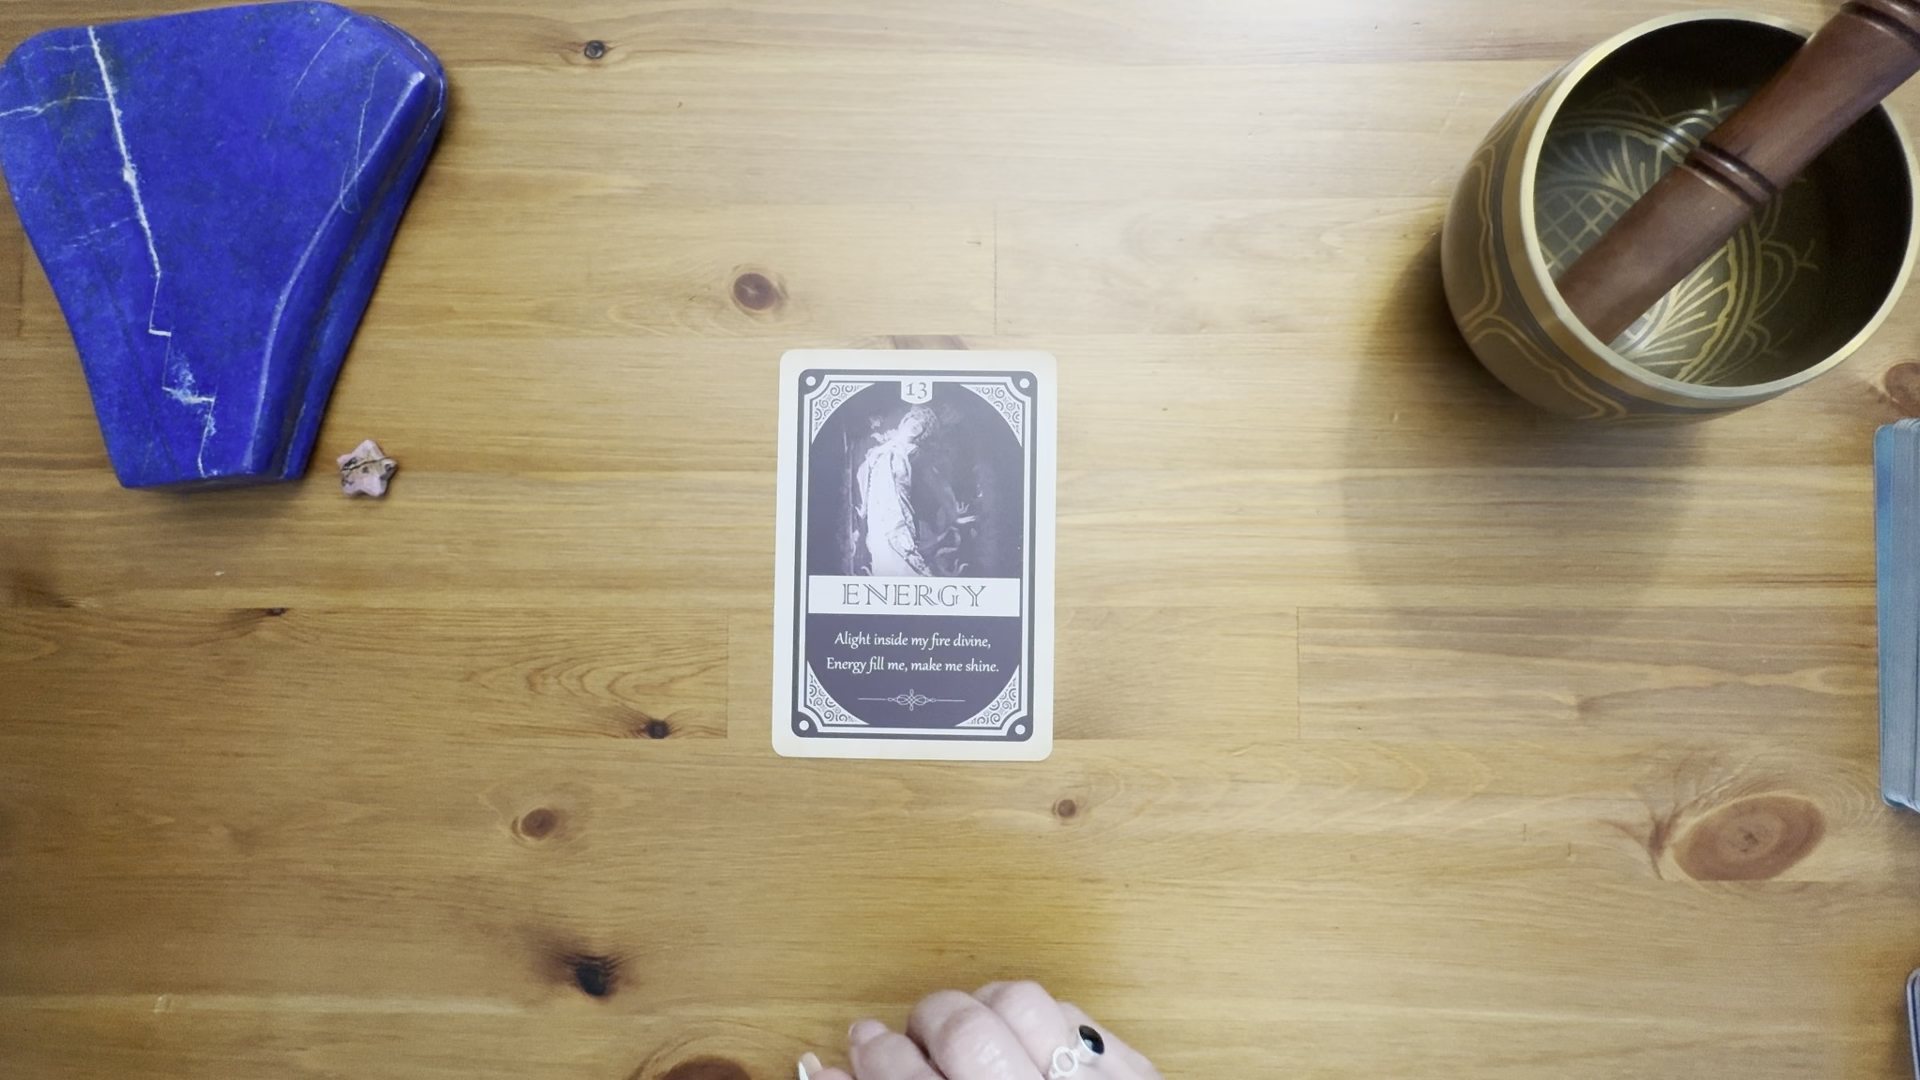 13
ENERGY
Alight inside my fire divine,
Energy fill me, make me shine.